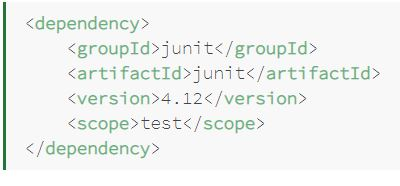 <dependency>
    <groupId>junit</groupId>
    <artifactId>junit</artifactId>
    <version>4.12</version>
    <scope>test</scope>
</dependency>